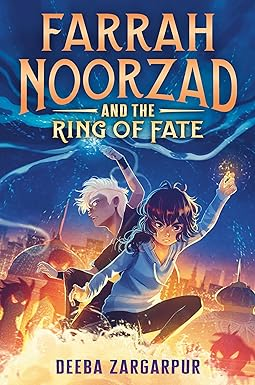 FARRAH
NOORZAD
AND THE
RING OF FATE
DEEBA ZARGARPUR